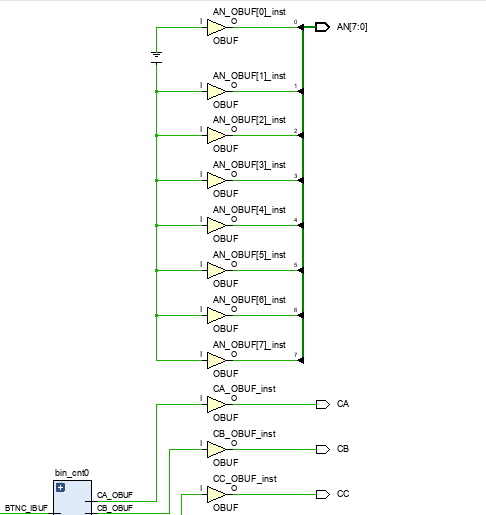 AN_OBUF[0]_inst
I O 0 AN[7:0]
OBUF
AN_OBUF[1]_inst
I O 1
OBUF
AN_OBUF[2]_inst
I O 2
OBUF
AN_OBUF[3]_inst
I O 3
OBUF
AN_OBUF[4]_inst
I O 4
OBUF
AN_OBUF[5]_inst
I O 5
OBUF
AN_OBUF[6]_inst
I O 6
OBUF
AN_OBUF[7]_inst
I O 7
OBUF
CA_OBUF_inst
I O CA
OBUF
CB_OBUF_inst
I O CB
OBUF
bin_cnt0
CC_OBUF_inst
I O CC
CA_OBUF
OBUF
BTNC_IBUF CB_OBUF